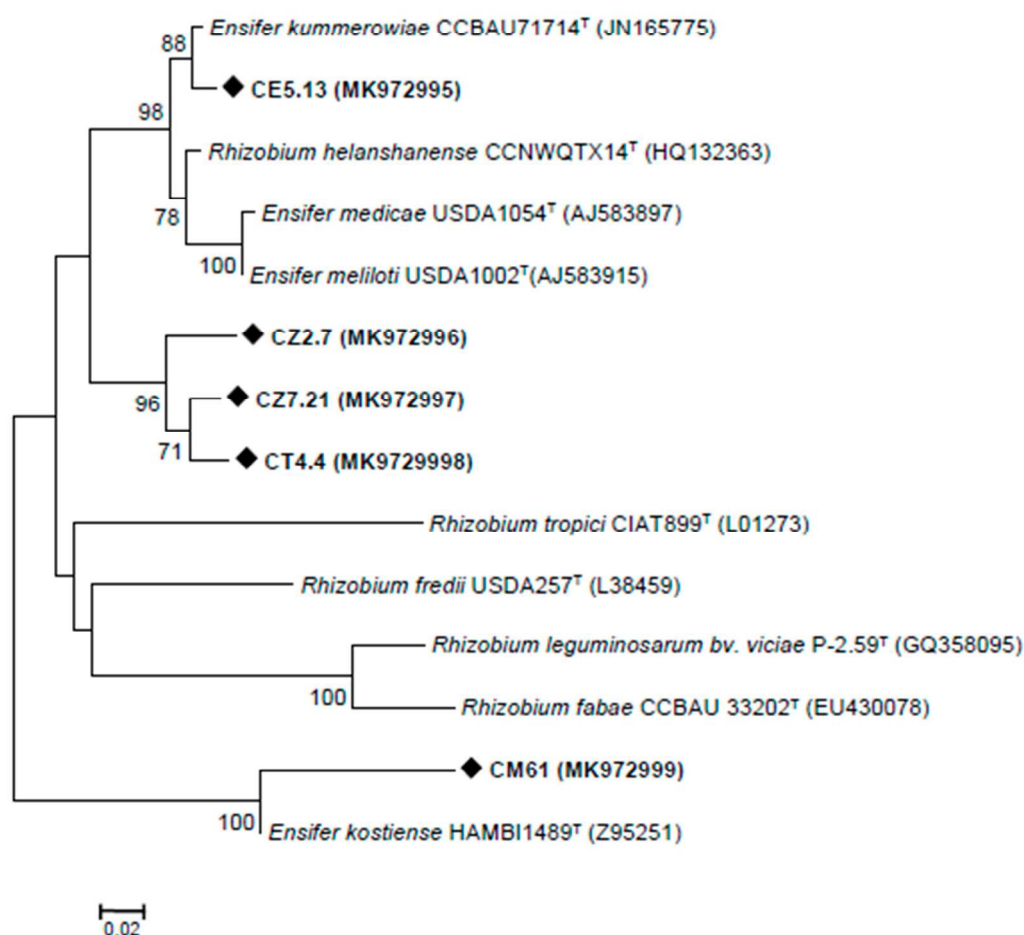 Ensifer kummerowiae CCBAU71714ᵀ (JN165775)
88
CE5.13 (MK972995)
98
Rhizobium helanshanense CCNWQTX14ᵀ (HQ132363)
78
Ensifer medicae USDA1054ᵀ (AJ583897)
100
Ensifer meliloti USDA1002ᵀ(AJ583915)
CZ2.7 (MK972996)
96
CZ7.21 (MK972997)
71
CT4.4 (MK9729998)
Rhizobium tropici CIAT899ᵀ (L01273)
Rhizobium fredii USDA257ᵀ (L38459)
Rhizobium leguminosarum bv. viciae P-2.59ᵀ (GQ358095)
100
Rhizobium fabae CCBAU 33202ᵀ (EU430078)
CM61 (MK972999)
100
Ensifer kostiense HAMBI1489ᵀ (Z95251)
0.02